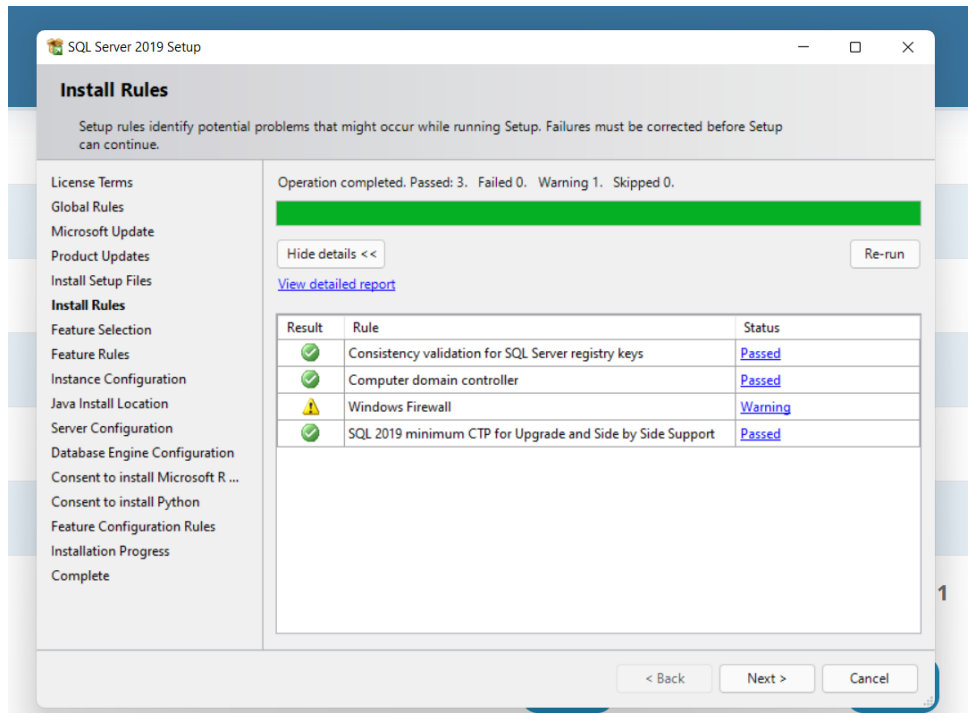 SQL Server 2019 Setup
Install Rules
Setup rules identify potential problems that might occur while running Setup. Failures must be corrected before Setup
can continue.
License Terms
Global Rules
Microsoft Update
Product Updates
Install Setup Files
Install Rules
Feature Selection
Feature Rules
Instance Configuration
Java Install Location
Server Configuration
Database Engine Configuration
Consent to install Microsoft R ...
Consent to install Python
Feature Configuration Rules
Installation Progress
Complete
Operation completed. Passed: 3. Failed 0. Warning 1. Skipped 0.
Hide details << Re-run
View detailed report
Result Rule Status
Consistency validation for SQL Server registry keys Passed
Computer domain controller Passed
Windows Firewall Warning
SQL 2019 minimum CTP for Upgrade and Side by Side Support Passed
1
< Back Next > Cancel